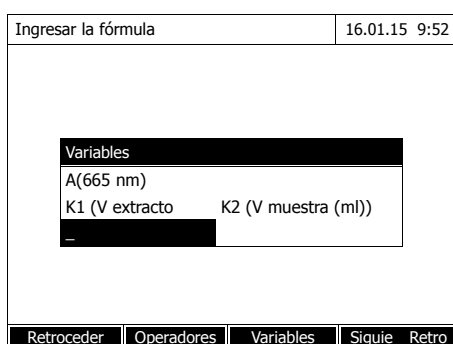 Ingresar la fórmula 16.01.15 9:52
Variables
A(665 nm)
K1 (V extracto K2 (V muestra (ml))
_
Retroceder Operadores Variables Siguie Retro